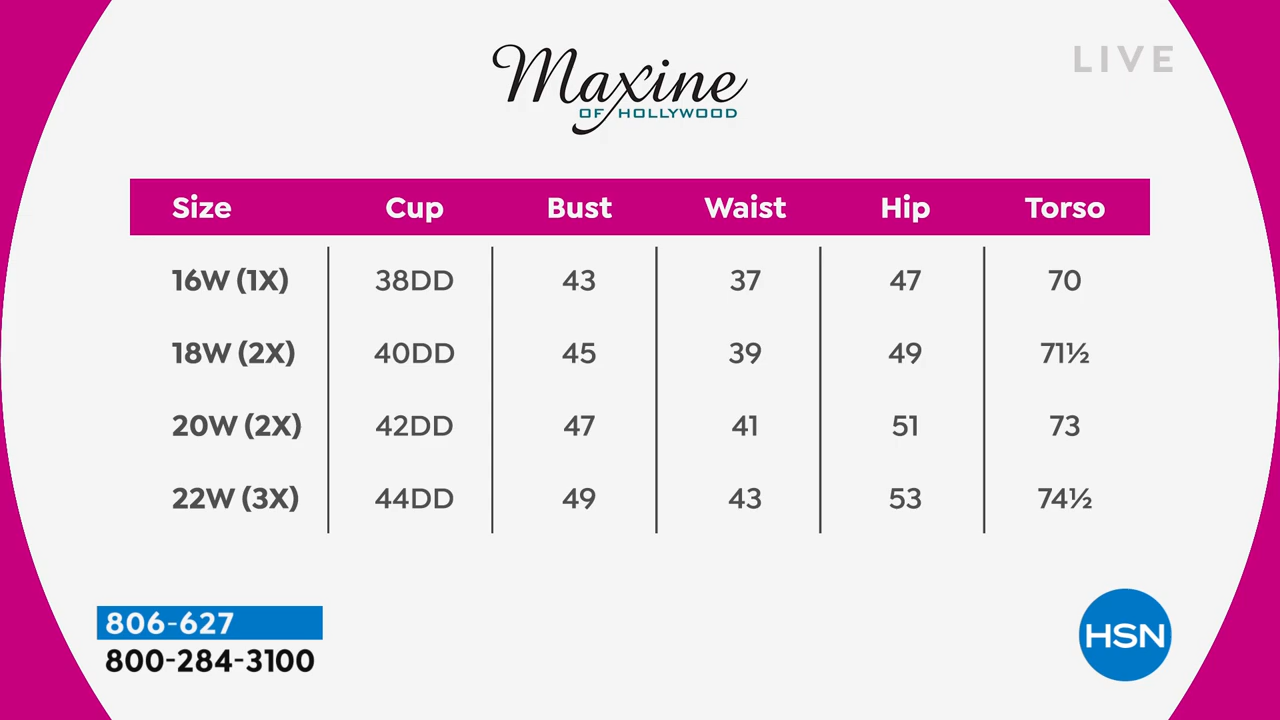 Maxine
OF HOLLYWOOD
LIVE
Size Cup Bust Waist Hip Torso
16W (1X) 38DD 43 37 47 70
18W (2X) 40DD 45 39 49 71½
20W (2X) 42DD 47 41 51 73
22W (3X) 44DD 49 43 53 74½
806-627
800-284-3100
HSN